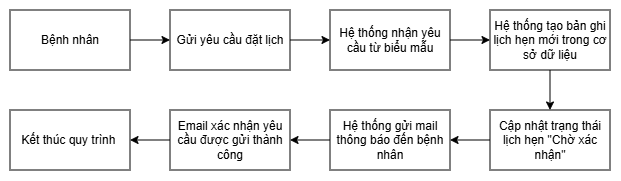 Bệnh nhân
Gửi yêu cầu đặt lịch
Hệ thống nhận yêu
cầu từ biểu mẫu
Hệ thống tạo bản ghi
lịch hẹn mới trong cơ
sở dữ liệu
Cập nhật trạng thái
lịch hẹn "Chờ xác
nhận"
Hệ thống gửi mail
thông báo đến bệnh
nhân
Email xác nhận yêu
cầu được gửi thành
công
Kết thúc quy trình